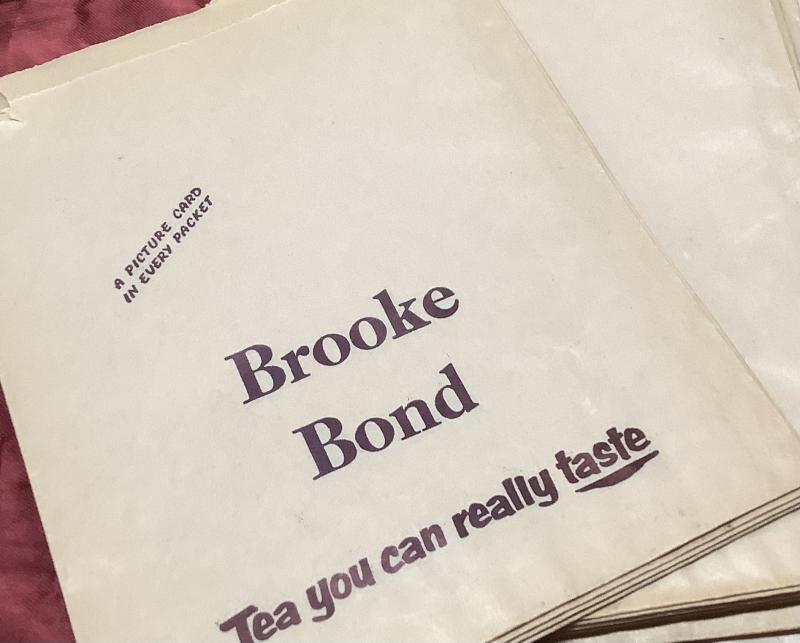 A PICTURE CARD
IN EVERY PACKET
Brooke
Bond
Tea you can really taste